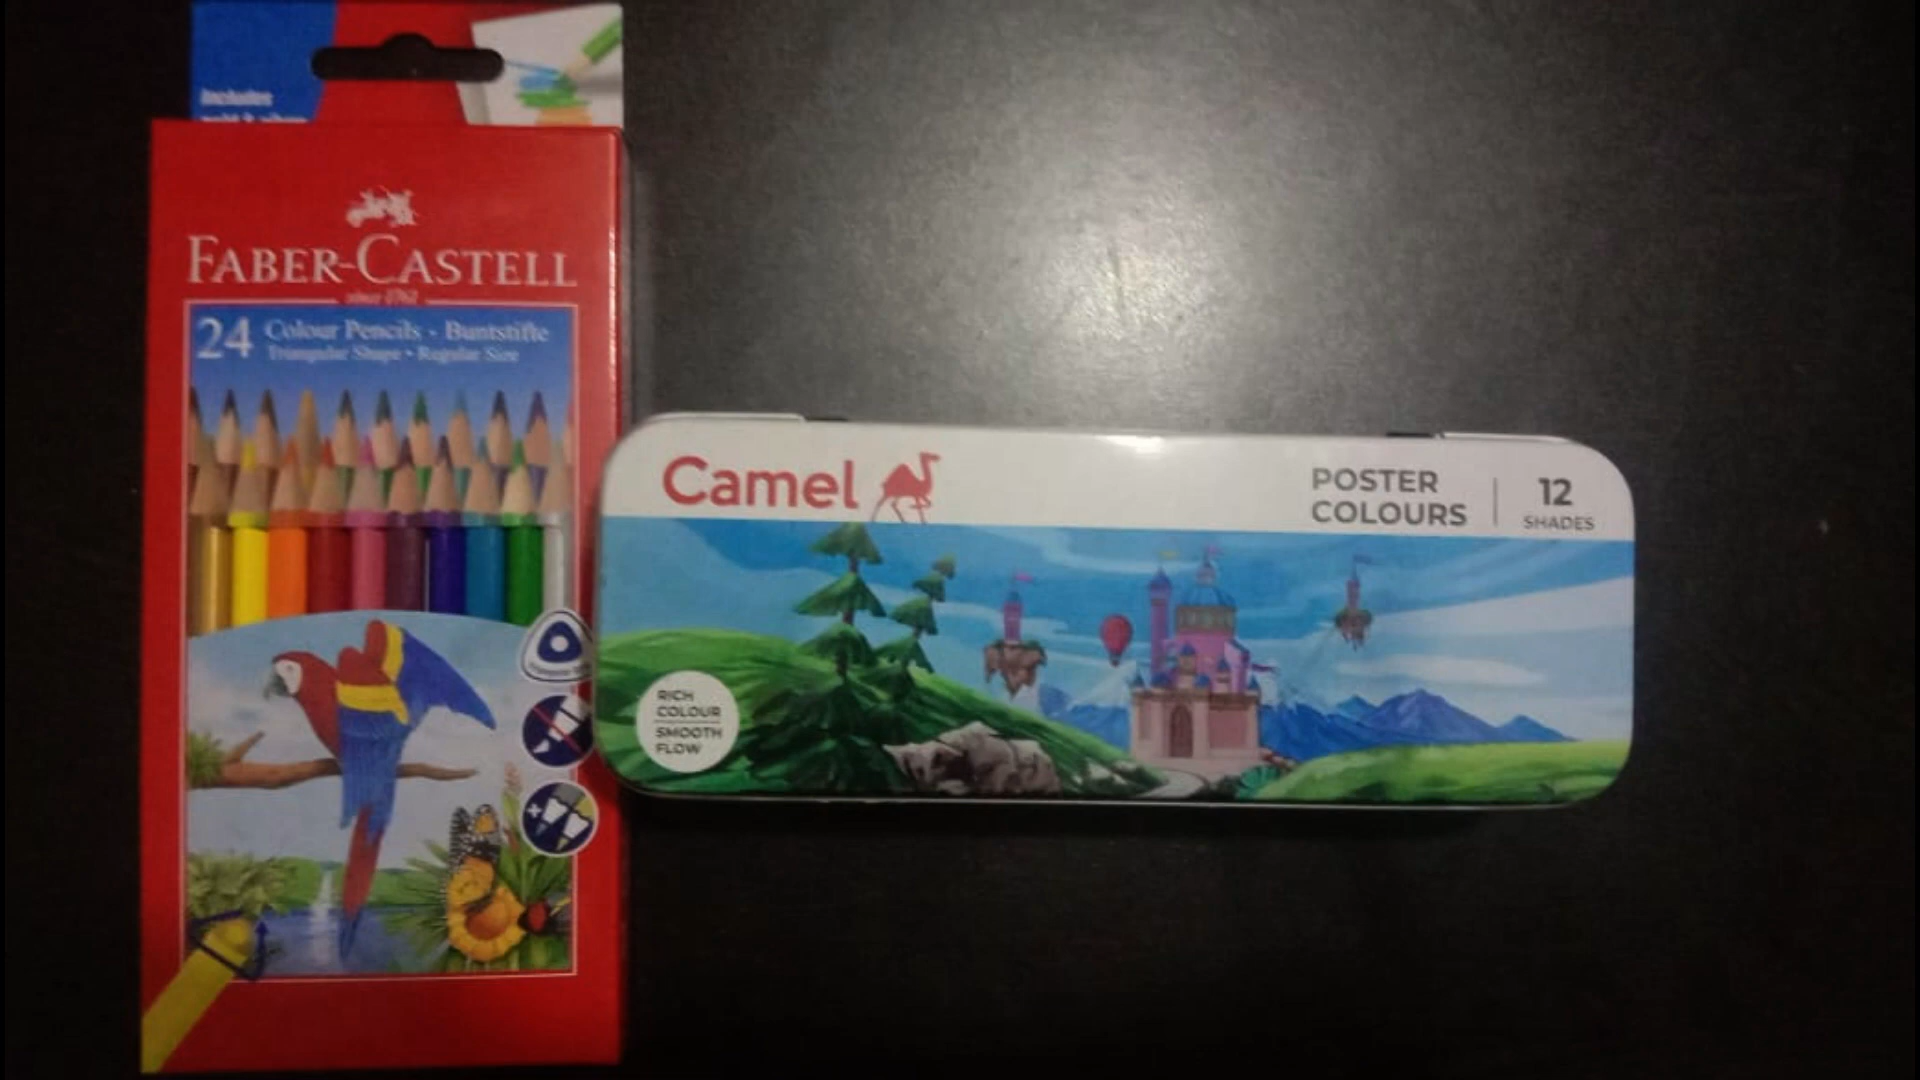 Includes
FABER-CASTELL
since 1761
24 Colour Pencils - Buntstifte
Triangular Shape • Regular Size
Camel
POSTER
COLOURS
12
SHADES
RICH
COLOUR
SMOOTH
FLOW